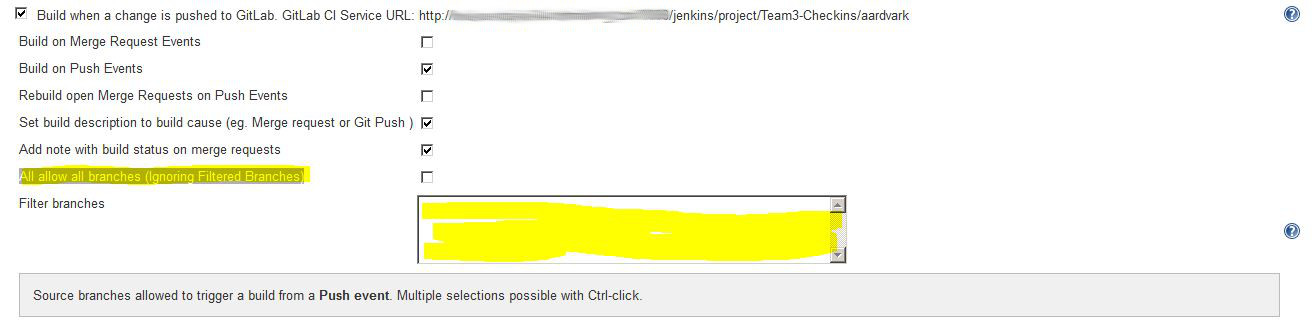 Build when a change is pushed to GitLab. GitLab CI Service URL: http:// /jenkins/project/Team3-Checkins/aardvark
Build on Merge Request Events
Build on Push Events
Rebuild open Merge Requests on Push Events
Set build description to build cause (eg. Merge request or Git Push )
Add note with build status on merge requests
All allow all branches (Ignoring Filtered Branches)
Filter branches
Source branches allowed to trigger a build from a Push event. Multiple selections possible with Ctrl-click.